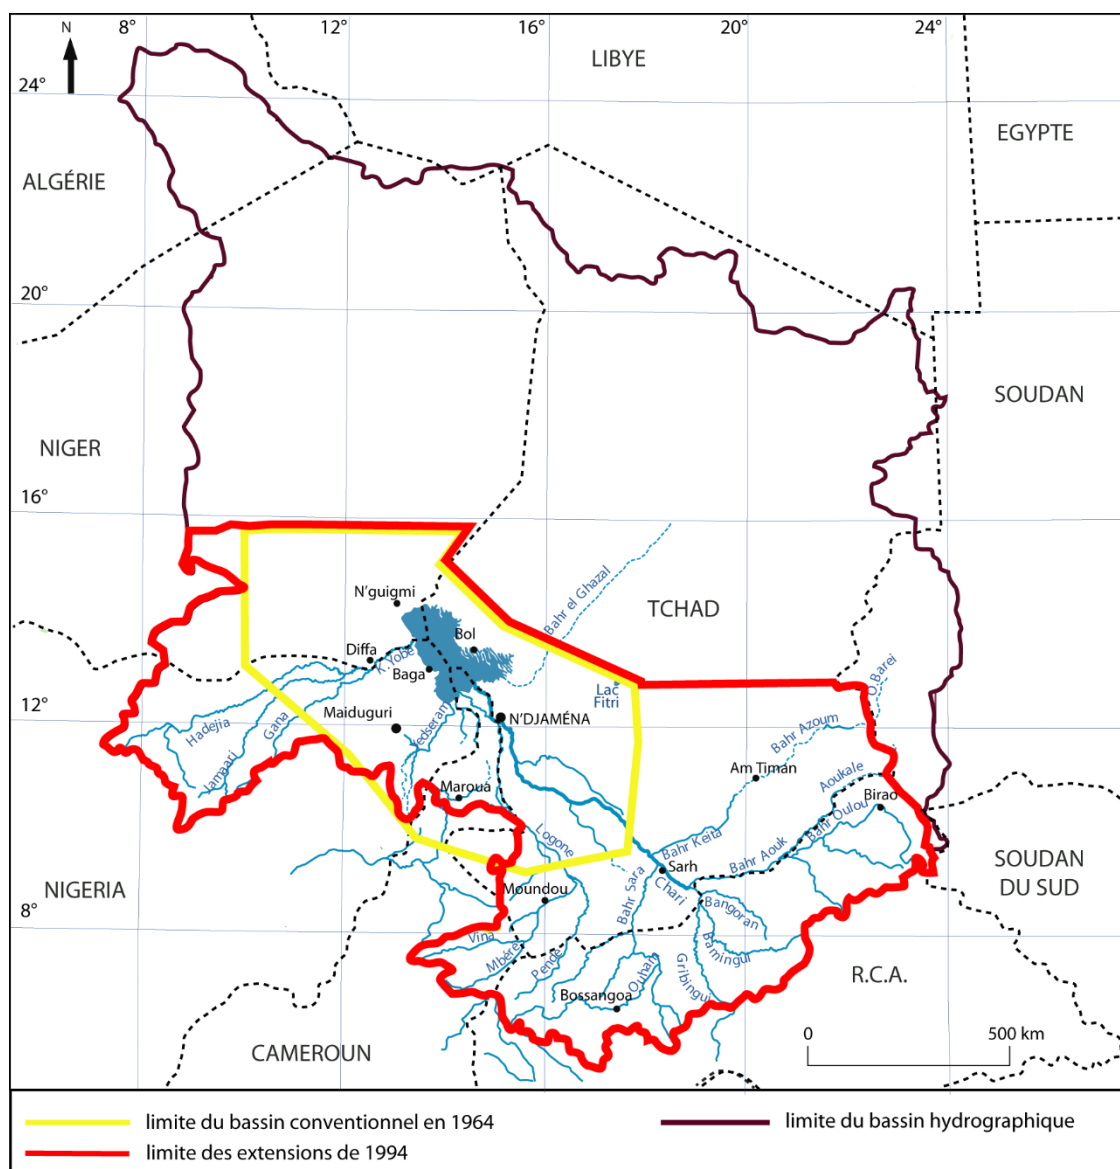 8°
12°
16°
20°
24°
N
LIBYE
24°
EGYPTE
ALGÉRIE
20°
SOUDAN
NIGER
16°
N'guigmi
Bahr el Ghazal
TCHAD
Bol
Diffa
K.Yobé
Baga
Lac
Fitri
O.Barei
12°
Maiduguri
N'DJAMÉNA
Hadejia
Gana
Yedseram
Bahr Azoum
Jamaari
Am Timan
Maroua
Aoukale
Birao
Bahr Oulou
Logone
Bahr Keita
Bahr Aouk
Sarh
SOUDAN
DU SUD
NIGERIA
Moundou
Bahr Sara
Chari
Bangoran
8°
Vina
Mbéré
Pendé
Bamingui
Ouham
Gribingui
R.C.A.
Bossangoa
0
500 km
CAMEROUN
limite du bassin conventionnel en 1964
limite du bassin hydrographique
limite des extensions de 1994